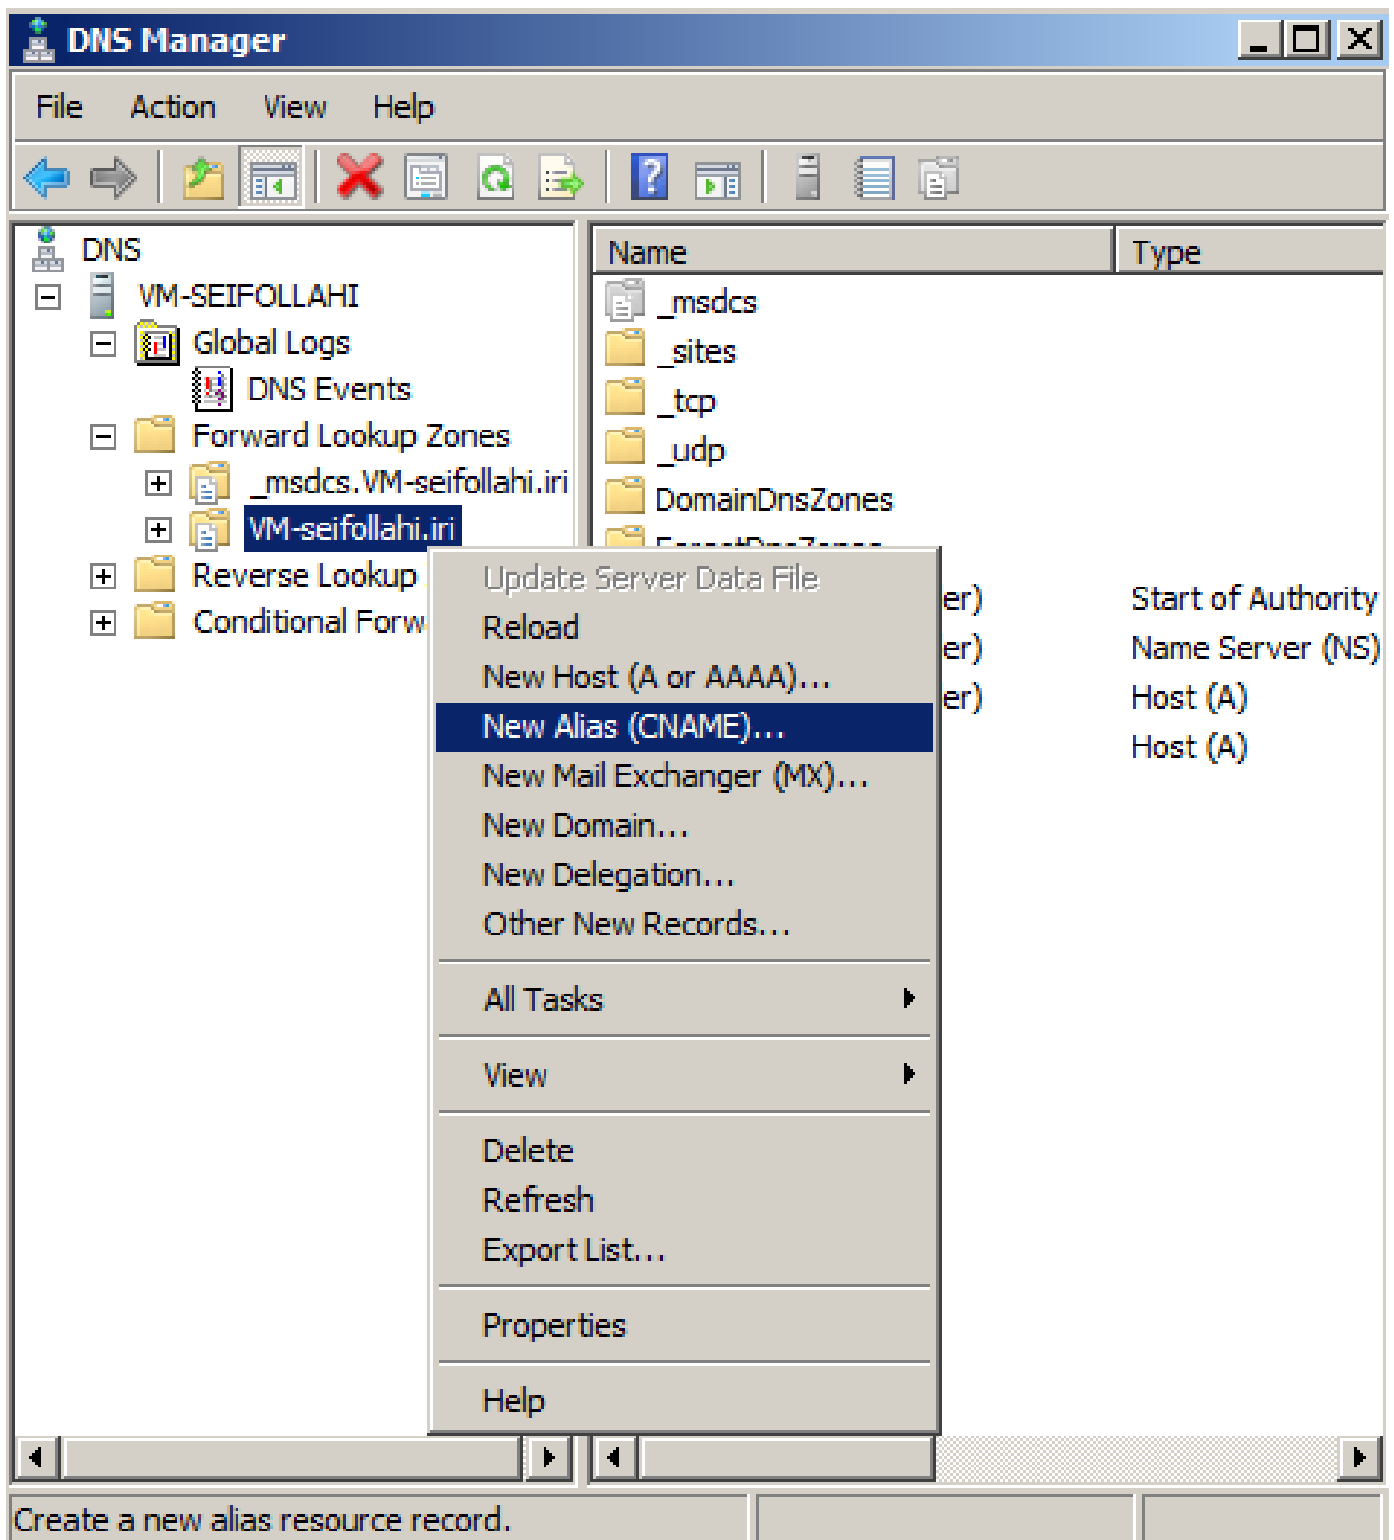 DNS Manager
File Action View Help
DNS
VM-SEIFOLLAHI
Global Logs
DNS Events
Forward Lookup Zones
_msdcs.VM-seifollahi.iri
VM-seifollahi.iri
Reverse Lookup
Conditional Forw
Name Type
_msdcs
_sites
_tcp
_udp
DomainDnsZones
ForestDnsZones
er) Start of Authority
er) Name Server (NS)
er) Host (A)
Host (A)
Update Server Data File
Reload
New Host (A or AAAA)...
New Alias (CNAME)...
New Mail Exchanger (MX)...
New Domain...
New Delegation...
Other New Records...
All Tasks
View
Delete
Refresh
Export List...
Properties
Help
Create a new alias resource record.